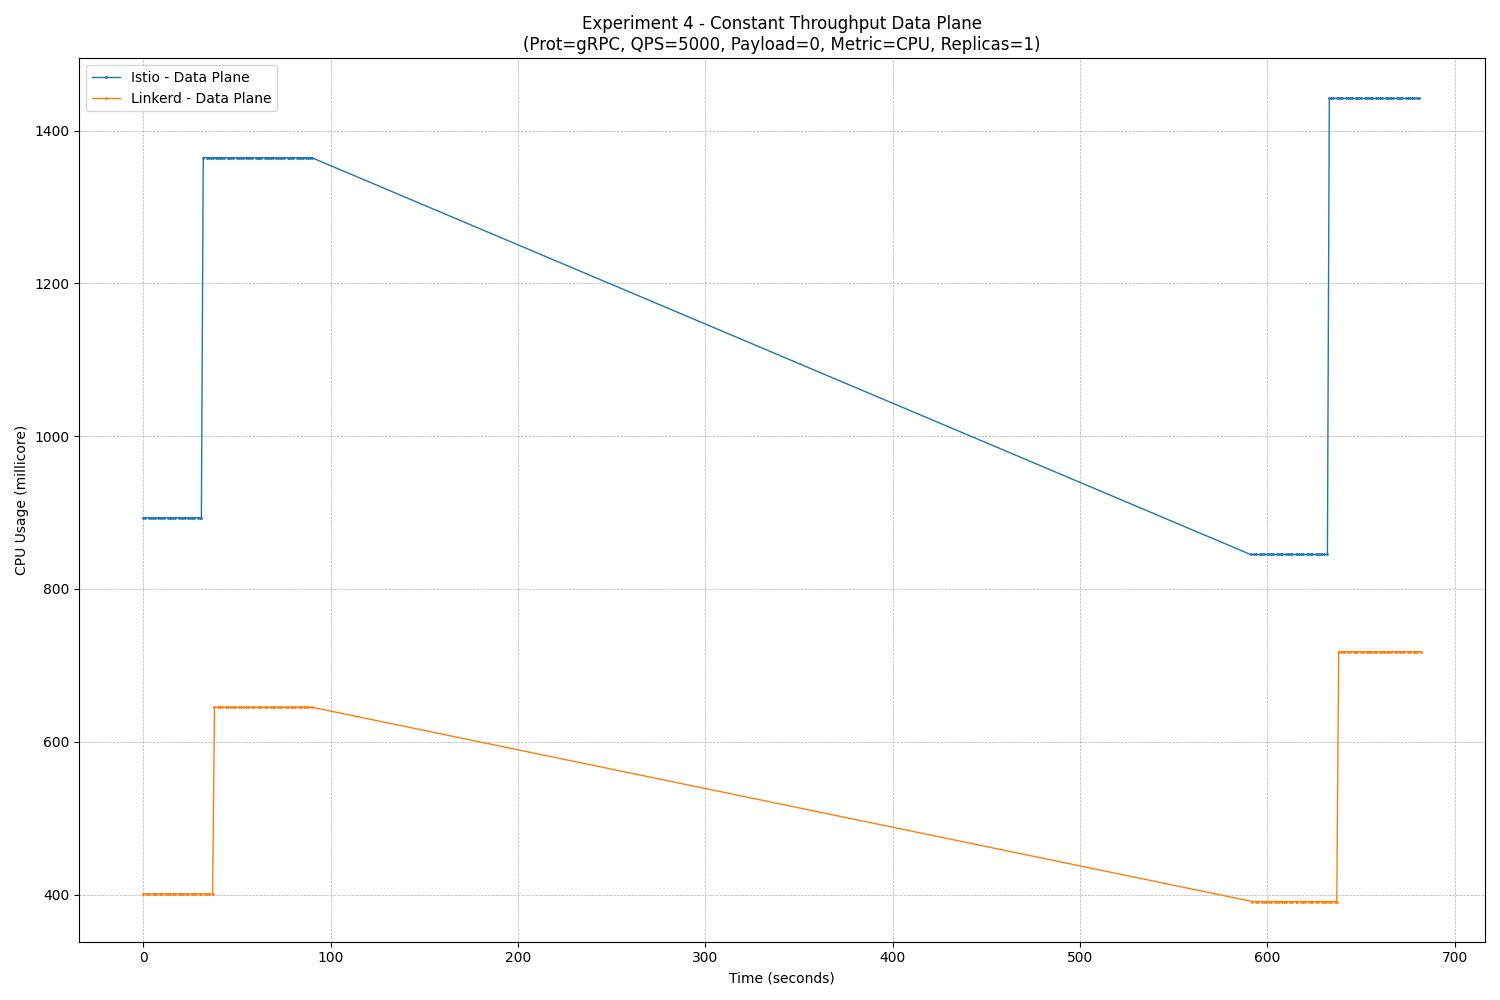 Experiment 4 - Constant Throughput Data Plane
(Prot=gRPC, QPS=5000, Payload=0, Metric=CPU, Replicas=1)
Istio - Data Plane
Linkerd - Data Plane
CPU Usage (millicore)
1400
1200
1000
800
600
400
0 100 200 300 400 500 600 700
Time (seconds)